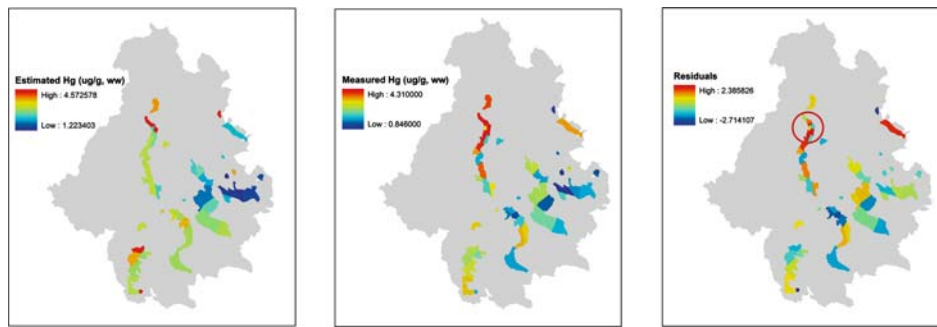 Estimated Hg (ug/g, ww)
High : 4.572578
Low : 1.223403
Measured Hg (ug/g, ww)
High : 4.310000
Low : 0.846000
Residuals
High : 2.385826
Low : -2.714107